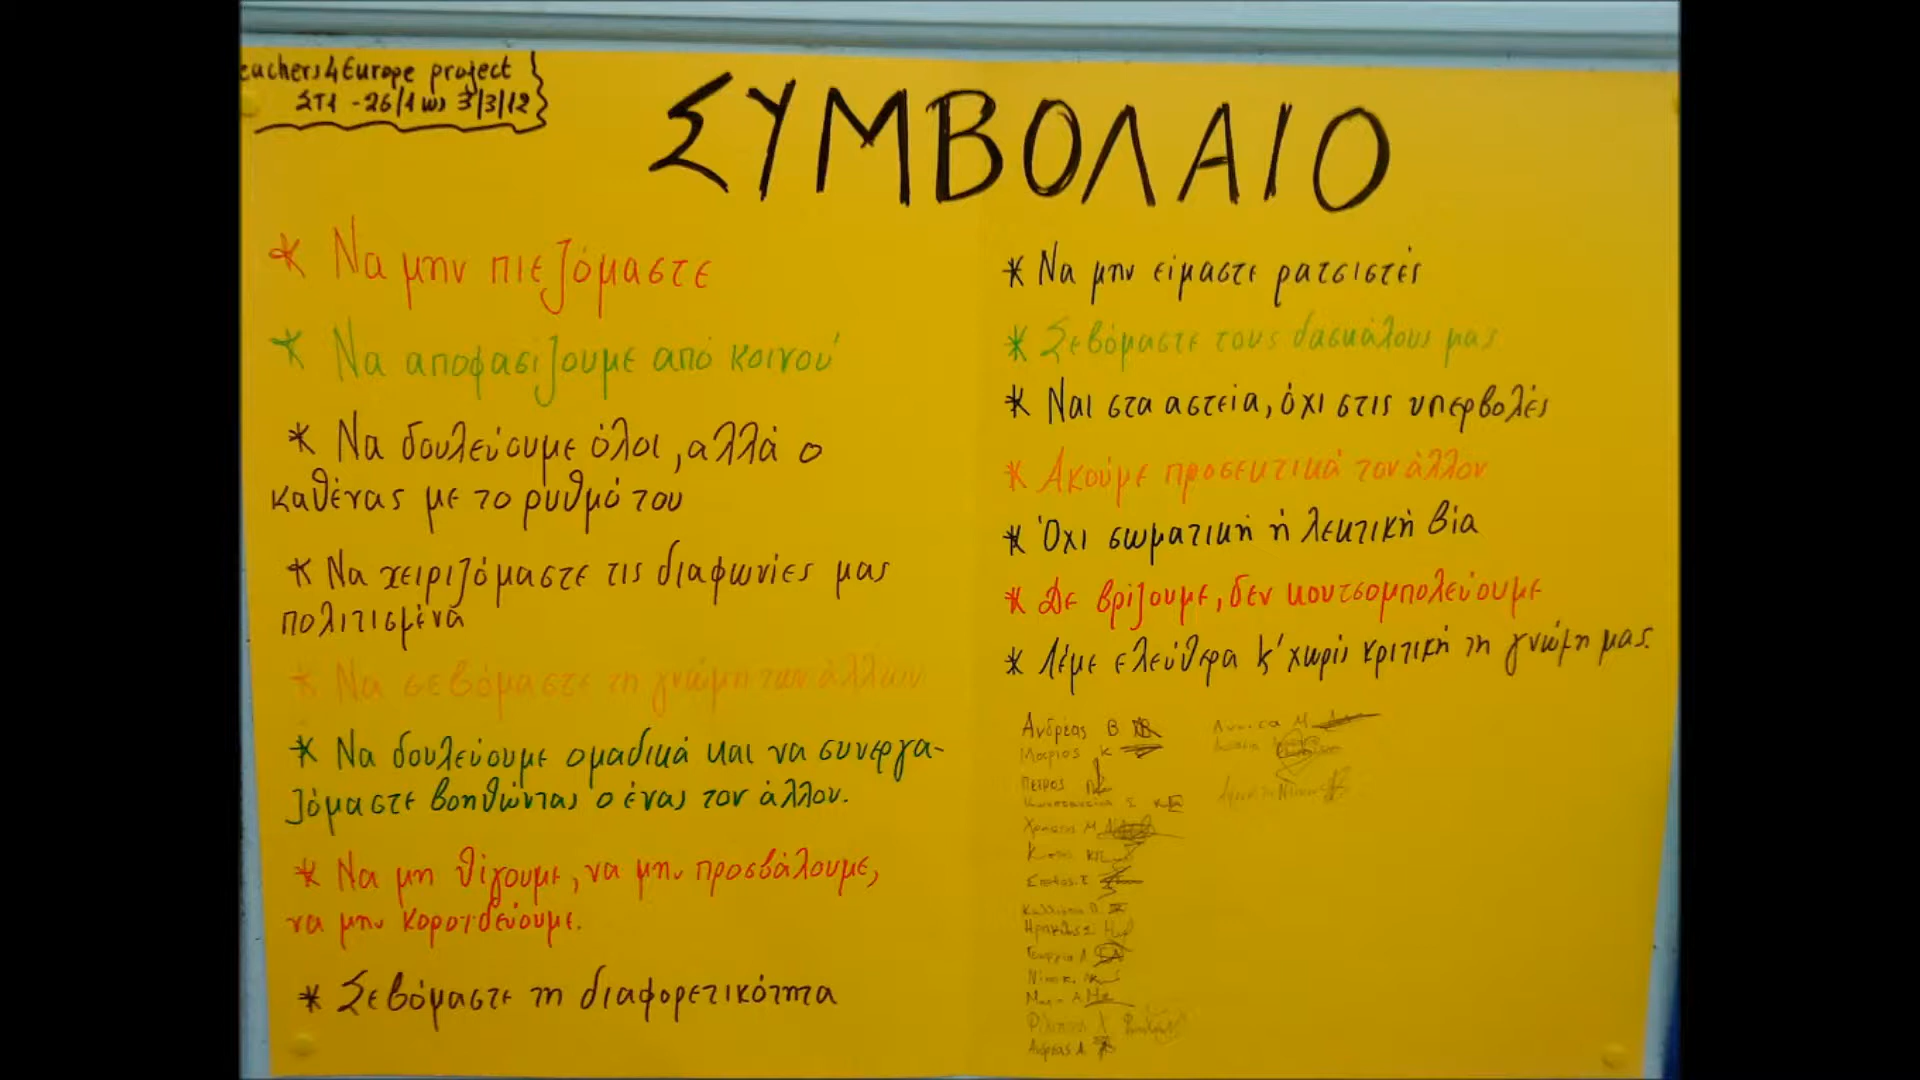 eachers4Europe project
ΣΤ1 - 26/1 ως 3/3/12
ΣΥΜΒΟΛΑΙΟ
* Να μην πιεζόμαστε
* Να αποφασίζουμε από κοινού
* Να δουλεύουμε όλοι, αλλά ο
καθένας με το ρυθμό του
* Να χειριζόμαστε τις διαφωνίες μας
πολιτισμένα
* Να σεβόμαστε τη γνώμη των άλλων
* Να δουλεύουμε ομαδικά και να συνεργα-
ζόμαστε βοηθώντας ο ένας τον άλλον.
* Να μη θίγουμε, να μην προσβάλουμε,
να μην κοροιδεύουμε.
* Σεβόμαστε τη διαφορετικότητα
* Να μην είμαστε ρατσιστές
* Σεβόμαστε τους δασκάλους μας
* Ναι στα αστεία, όχι στις υπερβολές
* Ακούμε προσεκτικά τον άλλον
* Όχι σωματική ή λεκτική βία
* Δε βρίζουμε, δεν κουτσομπολεύουμε
* Λέμε ελεύθερα κ' χωρίς κριτική τη γνώμη μας.
Ανδρέας Β
Μάριος Κ
Πέτρος
Γεωργία Λ
Ανδρέας Λ